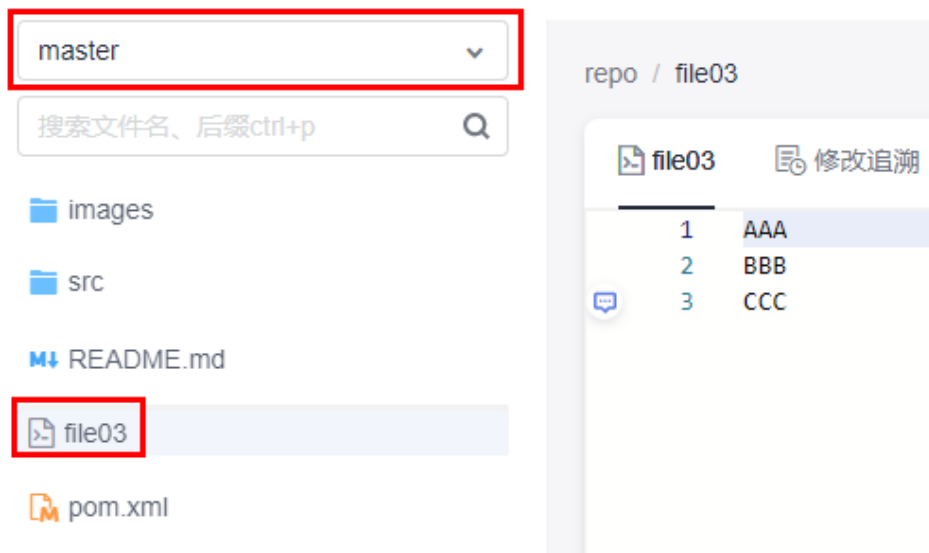 master
搜索文件名、后缀ctrl+p
images
src
README.md
file03
pom.xml
repo / file03
file03 修改追溯
1 AAA
2 BBB
3 CCC